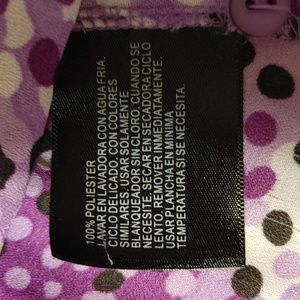 100% POLIESTER
LAVAR EN LAVADORA CON AGUA FRIA.
CICLO DELICADO, COLORES
SIMILARES, USAR SOLAMENTE
BLANQUEADOR SIN CLORO, CUANDO SE
NECESITE. SECAR EN SECADORA CICLO
LENTO. REMOVER INMEDIATAMENTE.
USAR PLANCHA EN MINIMA
TEMPERATURA SI SE NECESITA.